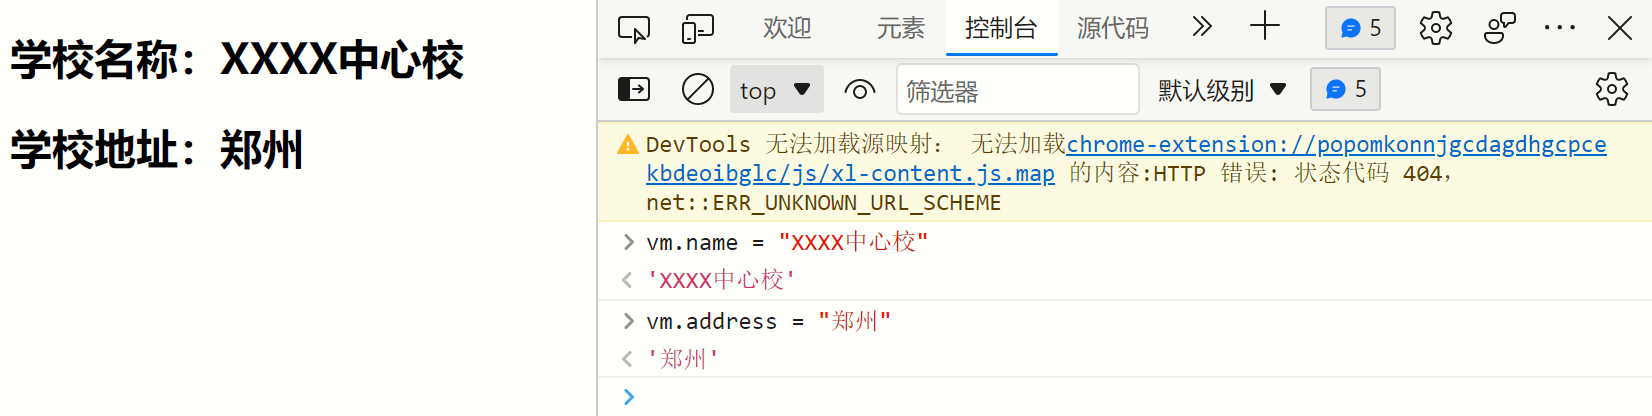 学校名称：XXXX中心校
学校地址：郑州
欢迎 元素 控制台 源代码 5
top 筛选器 默认级别 5
DevTools 无法加载源映射： 无法加载chrome-extension://popomkonnjgcdagdhgcpce
kbdeoibglc/js/xl-content.js.map 的内容:HTTP 错误: 状态代码 404，
net::ERR_UNKNOWN_URL_SCHEME
vm.name = "XXXX中心校"
'XXXX中心校'
vm.address = "郑州"
'郑州'